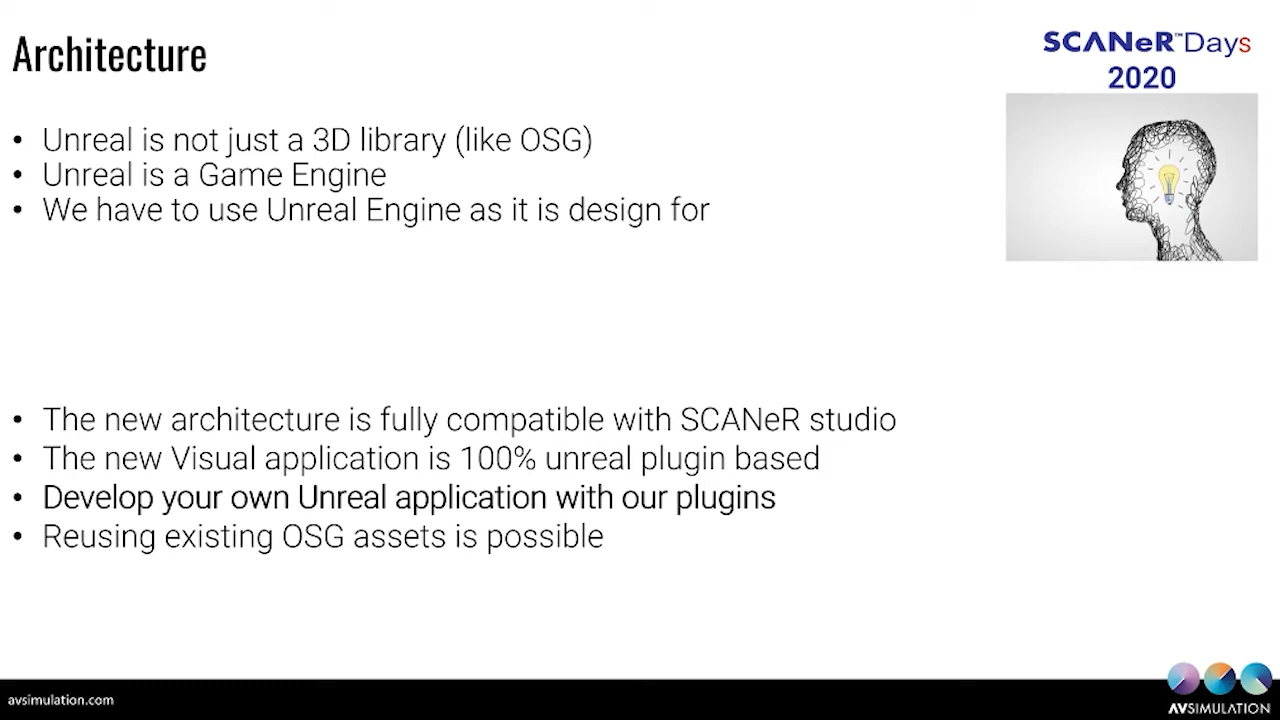 Architecture
SCANeR™Days
2020
• Unreal is not just a 3D library (like OSG)
• Unreal is a Game Engine
• We have to use Unreal Engine as it is design for
• The new architecture is fully compatible with SCANeR studio
• The new Visual application is 100% unreal plugin based
• Develop your own Unreal application with our plugins
• Reusing existing OSG assets is possible
avsimulation.com
AVSIMULATION